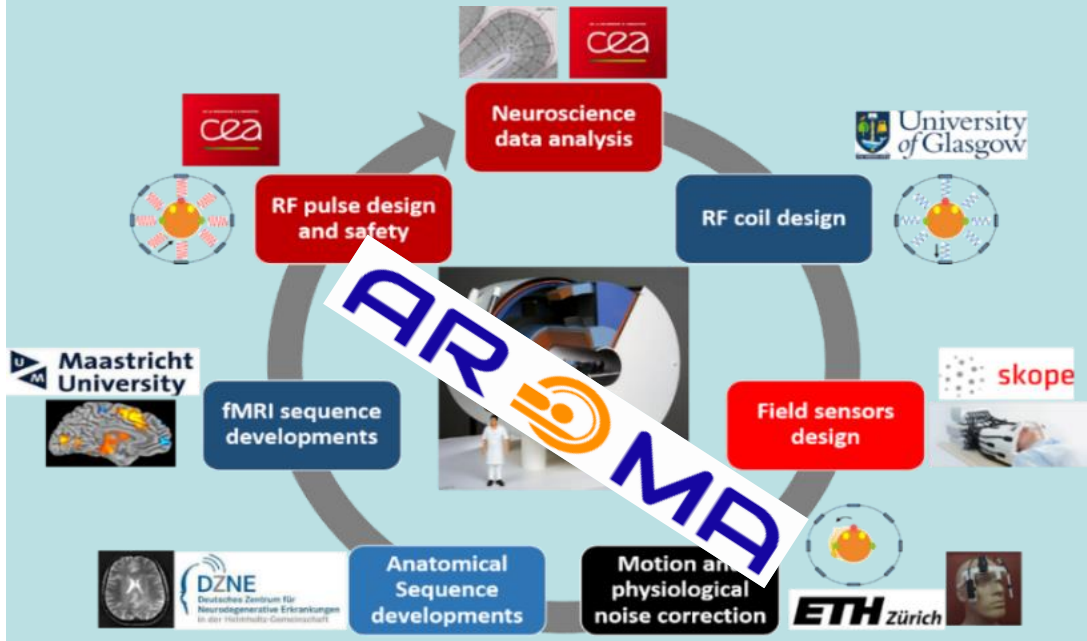 cea
Neuroscience
data analysis
University
of Glasgow
RF coil design
skope
Field sensors
design
Motion and
physiological
noise correction
ETH Zürich
Anatomical
Sequence
developments
DZNE
Deutsches Zentrum für
Neurodegenerative Erkrankungen
in der Helmholtz-Gemeinschaft
fMRI sequence
developments
Maastricht
University
UM
RF pulse design
and safety
cea
AROMA